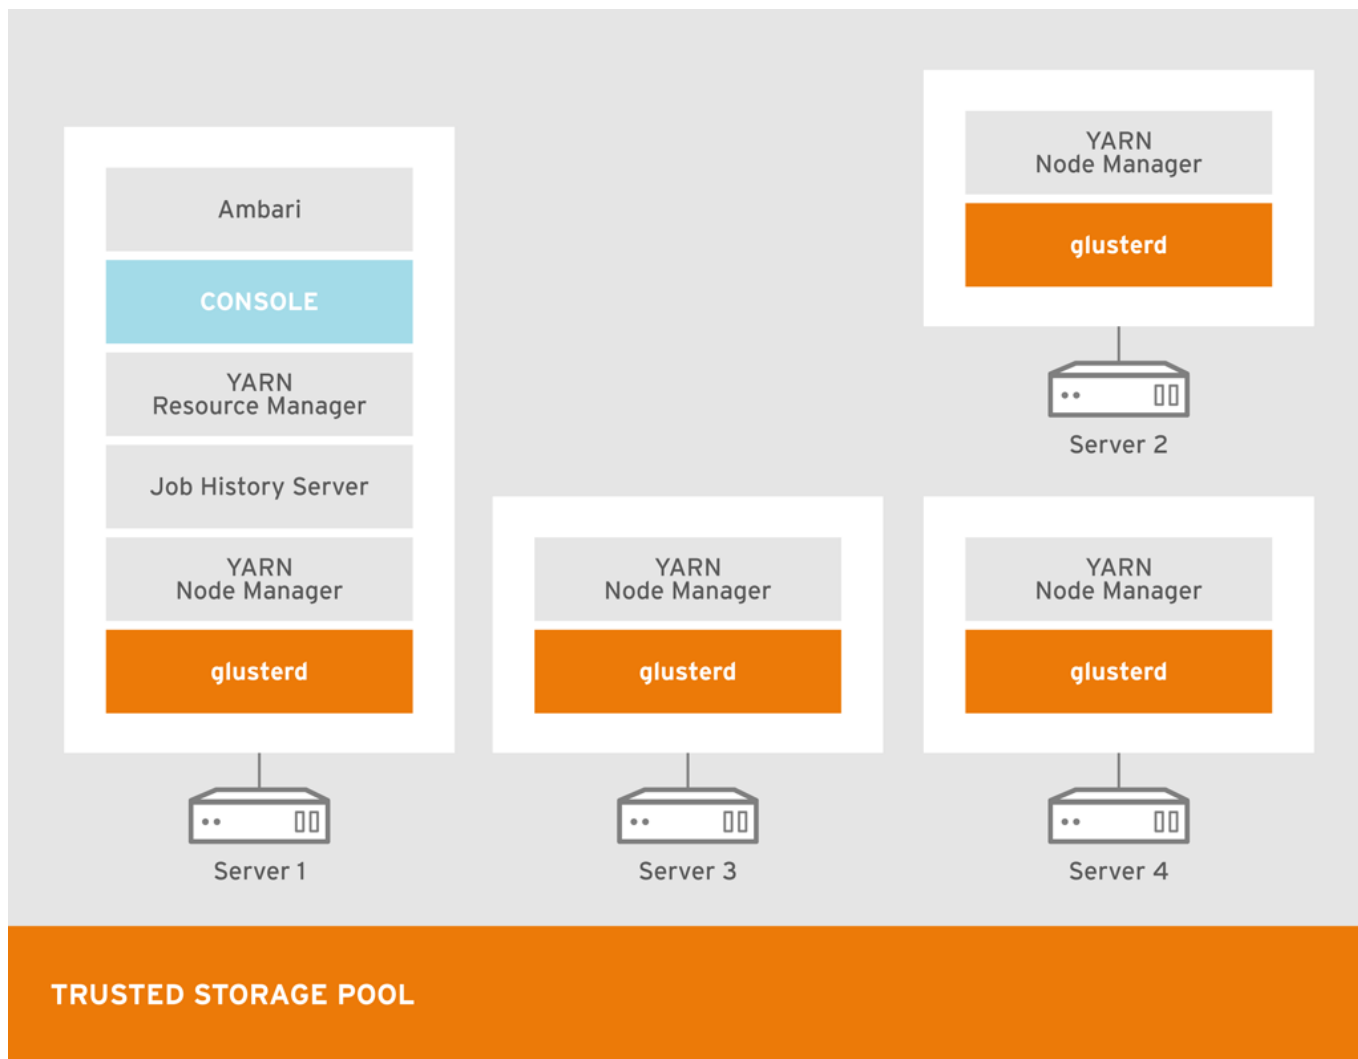 Ambari
CONSOLE
YARN
Resource Manager
Job History Server
YARN
Node Manager
glusterd
Server 1
YARN
Node Manager
glusterd
Server 2
YARN
Node Manager
glusterd
Server 3
YARN
Node Manager
glusterd
Server 4
TRUSTED STORAGE POOL